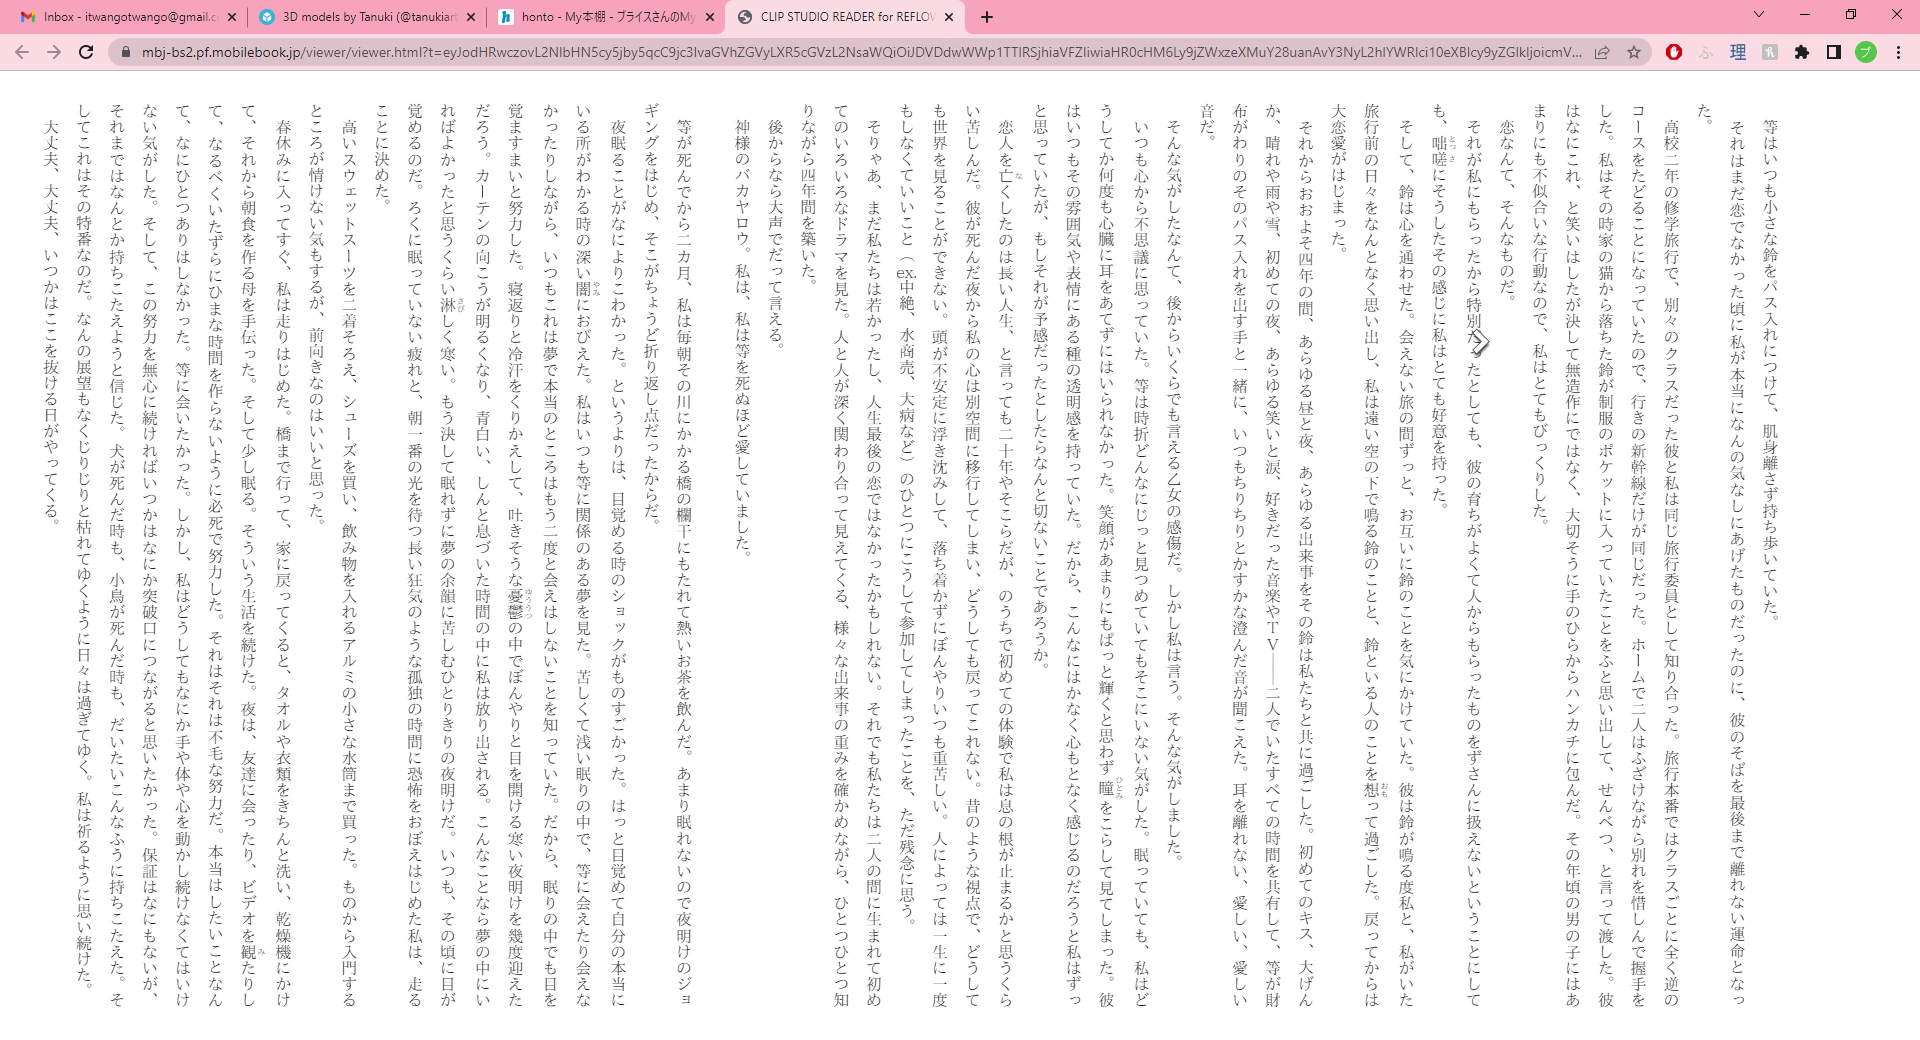 Inbox - itwangotwango@gmail.c
3D models by Tanuki (@tanukiart
honto - My本棚 - ブライスさんのMy
CLIP STUDIO READER for REFLOW
mbj-bs2.pf.mobilebook.jp/viewer/viewer.html?
ふ
理
ブ
等はいつも小さな鈴をパス入れにつけて、肌身離さず持ち歩いていた。
それはまだ恋でなかった頃に私が本当になんの気なしにあげたものだったのに、彼のそばを最後まで離れない運命となっ
た。
高校二年の修学旅行で、別々のクラスだった彼と私は同じ旅行委員として知り合った。旅行本番ではクラスごとに全く逆の
コースをたどることになっていたので、行きの新幹線だけが同じだった。ホームで二人はふざけながら別れを惜しんで握手を
した。私はその時家の猫から落ちた鈴が制服のポケットに入っていたことをふと思い出して、せんべつ、と言って渡した。彼
はなにこれ、と笑いはしたが決して無造作にではなく、大切そうに手のひらからハンカチに包んだ。その年頃の男の子にはあ
まりにも不似合いな行動なので、私はとてもびっくりした。
恋なんて、そんなものだ。
それが私にもらったから特別だったとしても、彼の育ちがよくて人からもらったものをずさんに扱えないということにして
も、咄嗟とっさにそうしたその感じに私はとても好意を持った。
そして、鈴は心を通わせた。会えない旅の間ずっと、お互いに鈴のことを気にかけていた。彼は鈴が鳴る度私と、私がいた
旅行前の日々をなんとなく思い出し、私は遠い空の下で鳴る鈴のことと、鈴といる人のことを想おもって過ごした。戻ってからは
大恋愛がはじまった。
それからおおよそ四年の間、あらゆる昼と夜、あらゆる出来事をその鈴は私たちと共に過ごした。初めてのキス、大げん
か、晴れや雨や雪、初めての夜、あらゆる笑いと涙、好きだった音楽やＴＶ――二人でいたすべての時間を共有して、等が財
布がわりのそのパス入れを出す手と一緒に、いつもちりちりとかすかな澄んだ音が聞こえた。耳を離れない、愛しい、愛しい
音だ。
そんな気がしたなんて、後からいくらでも言える乙女の感傷だ。しかし私は言う。そんな気がしました。
いつも心から不思議に思っていた。等は時折どんなにじっと見つめていてもそこにいない気がした。眠っていても、私はど
うしてか何度も心臓に耳をあてずにはいられなかった。笑顔があまりにもぱっと輝くと思わず瞳ひとみをこらして見てしまった。彼
はいつもその雰囲気や表情にある種の透明感を持っていた。だから、こんなにはかなく心もとなく感じるのだろうと私はずっ
と思っていたが、もしそれが予感だったとしたらなんと切ないことであろうか。
恋人を亡なくしたのは長い人生、と言っても二十年やそこらだが、のうちで初めての体験で私は息の根が止まるかと思うくら
い苦しんだ。彼が死んだ夜から私の心は別空間に移行してしまい、どうしても戻ってこれない。昔のような視点で、どうして
も世界を見ることができない。頭が不安定に浮き沈みして、落ち着かずにぼんやりいつも重苦しい。人によっては一生に一度
もしなくていいこと（ex.中絶、水商売、大病など）のひとつにこうして参加してしまったことを、ただ残念に思う。
そりゃあ、まだ私たちは若かったし、人生最後の恋ではなかったかもしれない。それでも私たちは二人の間に生まれて初め
てのいろいろなドラマを見た。人と人が深く関わり合って見えてくる、様々な出来事の重みを確かめながら、ひとつひとつ知
りながら四年間を築いた。
後からなら大声でだって言える。
神様のバカヤロウ。私は、私は等を死ぬほど愛していました。
等が死んでから二カ月、私は毎朝その川にかかる橋の欄干にもたれて熱いお茶を飲んだ。あまり眠れないので夜明けのジョ
ギングをはじめ、そこがちょうど折り返し点だったからだ。
夜眠ることがなによりこわかった。というよりは、目覚める時のショックがものすごかった。はっと目覚めて自分の本当に
いる所がわかる時の深い闇やみにおびえた。私はいつも等に関係のある夢を見た。苦しくて浅い眠りの中で、等に会えたり会えな
かったりしながら、いつもこれは夢で本当のところはもう二度と会えはしないことを知っていた。だから、眠りの中でも目を
覚ますまいと努力した。寝返りと冷汗をくりかえして、吐きそうな憂鬱ゆううつの中でぼんやりと目を開ける寒い夜明けを幾度迎えた
だろう。カーテンの向こうが明るくなり、青白い、しんと息づいた時間の中に私は放り出される。こんなことなら夢の中にい
ればよかったと思うくらい淋さびしく寒い。もう決して眠れずに夢の余韻に苦しむひとりきりの夜明けだ。いつも、その頃に目が
覚めるのだ。ろくに眠っていない疲れと、朝一番の光を待つ長い狂気のような孤独の時間に恐怖をおぼえはじめた私は、走る
ことに決めた。
高いスウェットスーツを二着そろえ、シューズを買い、飲み物を入れるアルミの小さな水筒まで買った。ものから入門する
ところが情けない気もするが、前向きなのはいいと思った。
春休みに入ってすぐ、私は走りはじめた。橋まで行って、家に戻ってくると、タオルや衣類をきちんと洗い、乾燥機にかけ
て、それから朝食を作る母を手伝った。そして少し眠る。そういう生活を続けた。夜は、友達に会ったり、ビデオを観みたりし
て、なるべくいたずらにひまな時間を作らないように必死で努力した。それはそれは不毛な努力だ。本当はしたいことなん
て、なにひとつありはしなかった。等に会いたかった。しかし、私はどうしてもなにか手や体や心を動かし続けなくてはいけ
ない気がした。そして、この努力を無心に続ければいつかはなにか突破口につながると思いたかった。保証はなにもないが、
それまではなんとか持ちこたえようと信じた。犬が死んだ時も、小鳥が死んだ時も、だいたいこんなふうに持ちこたえた。そ
してこれはその特番なのだ。なんの展望もなくじりじりと枯れてゆくように日々は過ぎてゆく。私は祈るように思い続けた。
大丈夫、大丈夫、いつかはここを抜ける日がやってくる。